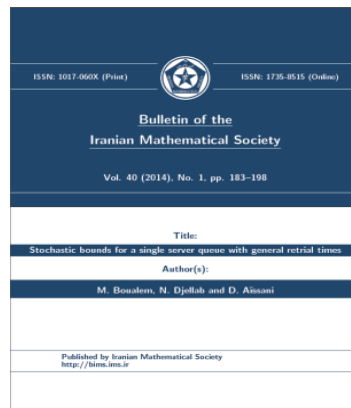 ISSN: 1017-060X (Print)
ISSN: 1735-8515 (Online)
Bulletin of the
Iranian Mathematical Society
Vol. 40 (2014), No. 1, pp. 183–198
Title:
Stochastic bounds for a single server queue with general retrial times
Author(s):
M. Boualem, N. Djellab and D. Aïssani
Published by Iranian Mathematical Society
http://bims.ims.ir